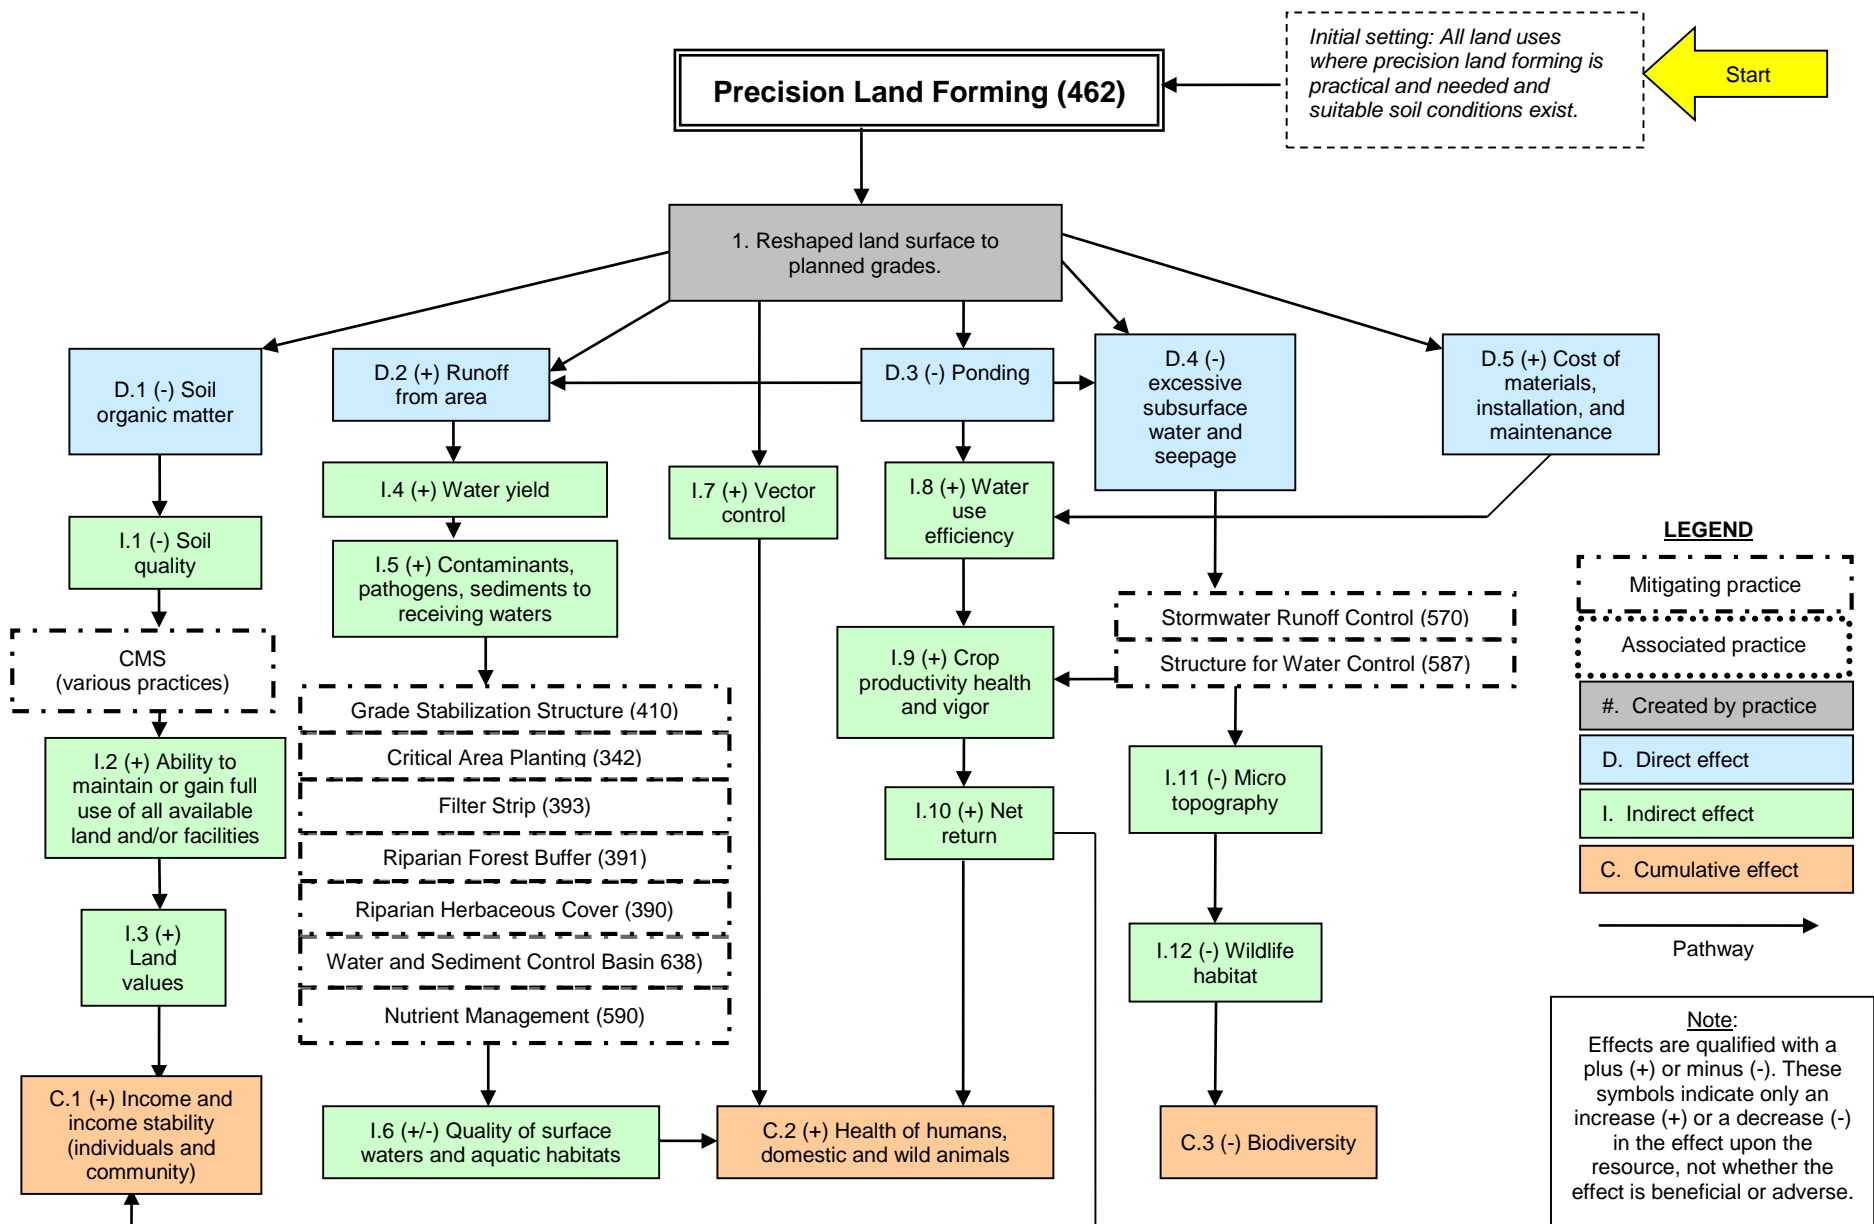 Initial setting: All land uses
where precision land forming is
practical and needed and
suitable soil conditions exist.
Start
Precision Land Forming (462)
1. Reshaped land surface to
planned grades.
D.1 (-) Soil
organic matter
D.2 (+) Runoff
from area
D.3 (-) Ponding
D.4 (-)
excessive
subsurface
water and
seepage
D.5 (+) Cost of
materials,
installation, and
maintenance
I.4 (+) Water yield
I.7 (+) Vector
control
I.8 (+) Water
use
efficiency
I.1 (-) Soil
quality
I.5 (+) Contaminants,
pathogens, sediments to
receiving waters
CMS
(various practices)
I.9 (+) Crop
productivity health
and vigor
Stormwater Runoff Control (570)
Structure for Water Control (587)
Grade Stabilization Structure (410)
Critical Area Planting (342)
Filter Strip (393)
Riparian Forest Buffer (391)
Riparian Herbaceous Cover (390)
Water and Sediment Control Basin 638)
Nutrient Management (590)
I.2 (+) Ability to
maintain or gain full
use of all available
land and/or facilities
I.10 (+) Net
return
I.11 (-) Micro
topography
I.3 (+)
Land
values
I.12 (-) Wildlife
habitat
C.1 (+) Income and
income stability
(individuals and
community)
I.6 (+/-) Quality of surface
waters and aquatic habitats
C.2 (+) Health of humans,
domestic and wild animals
C.3 (-) Biodiversity
LEGEND
Mitigating practice
Associated practice
#. Created by practice
D. Direct effect
I. Indirect effect
C. Cumulative effect
Pathway
Note:
Effects are qualified with a
plus (+) or minus (-). These
symbols indicate only an
increase (+) or a decrease (-)
in the effect upon the
resource, not whether the
effect is beneficial or adverse.